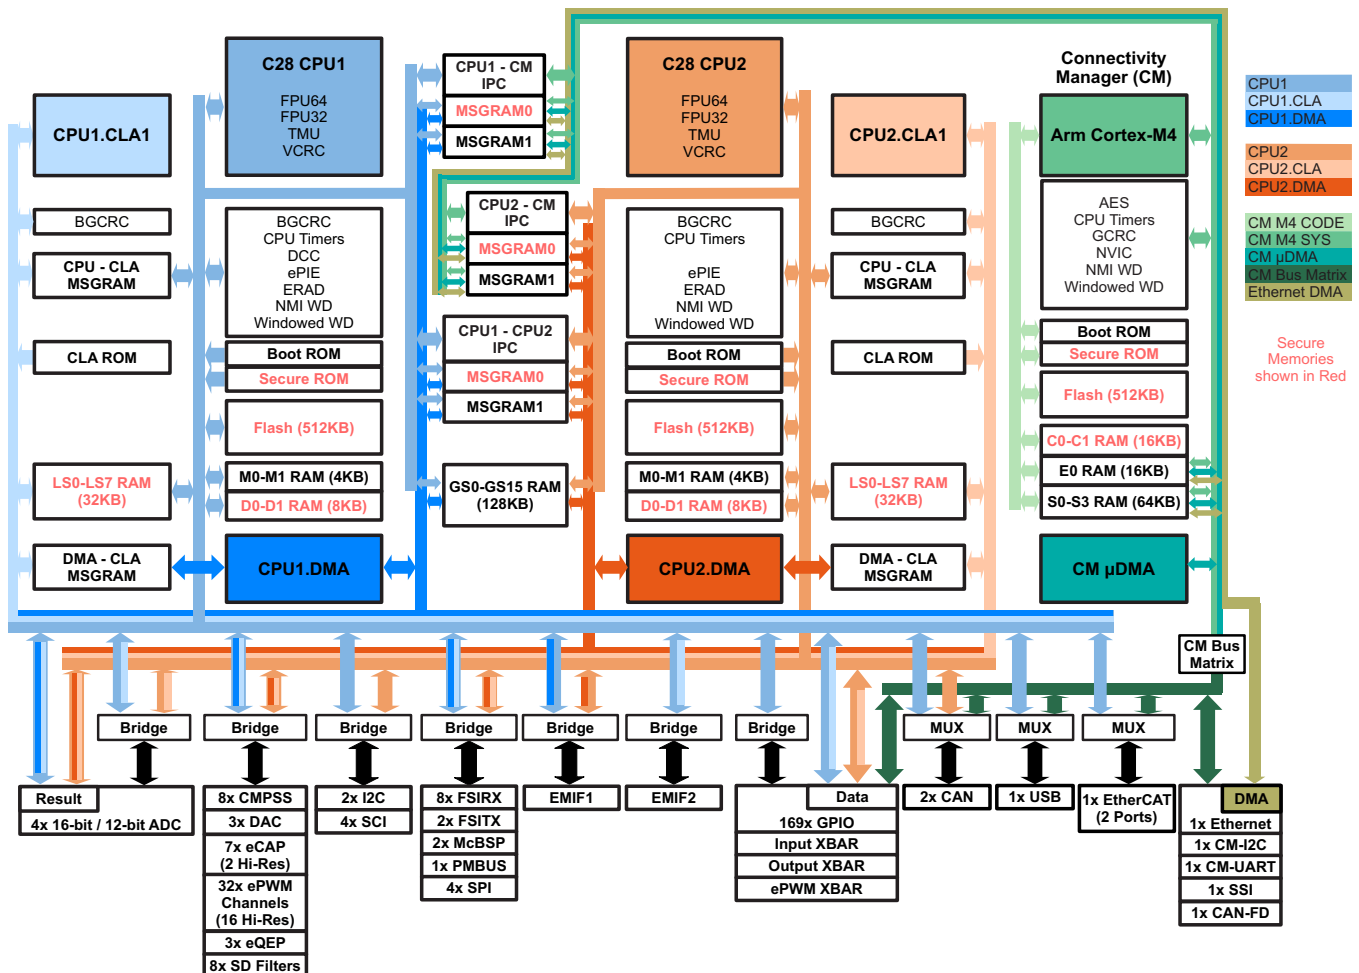 C28 CPU1
FPU64
FPU32
TMU
VCRC
CPU1.CLA1
BGCRC
CPU - CLA
MSGRAM
CLA ROM
LS0-LS7 RAM
(32KB)
DMA - CLA
MSGRAM
BGCRC
CPU Timers
DCC
ePIE
ERAD
NMI WD
Windowed WD
Boot ROM
Secure ROM
Flash (512KB)
M0-M1 RAM (4KB)
D0-D1 RAM (8KB)
CPU1.DMA
CPU1 - CM
IPC
MSGRAM0
MSGRAM1
CPU2 - CM
IPC
MSGRAM0
MSGRAM1
CPU1 - CPU2
IPC
MSGRAM0
MSGRAM1
GS0-GS15 RAM
(128KB)
C28 CPU2
FPU64
FPU32
TMU
VCRC
BGCRC
CPU Timers
ePIE
ERAD
NMI WD
Windowed WD
Boot ROM
Secure ROM
Flash (512KB)
M0-M1 RAM (4KB)
D0-D1 RAM (8KB)
CPU2.DMA
CPU2.CLA1
BGCRC
CPU - CLA
MSGRAM
CLA ROM
LS0-LS7 RAM
(32KB)
DMA - CLA
MSGRAM
Connectivity
Manager (CM)
Arm Cortex-M4
AES
CPU Timers
GCRC
NVIC
NMI WD
Windowed WD
Boot ROM
Secure ROM
Flash (512KB)
C0-C1 RAM (16KB)
E0 RAM (16KB)
S0-S3 RAM (64KB)
CM µDMA
CPU1
CPU1.CLA
CPU1.DMA
CPU2
CPU2.CLA
CPU2.DMA
CM M4 CODE
CM M4 SYS
CM µDMA
CM Bus Matrix
Ethernet DMA
Secure
Memories
shown in Red
CM Bus
Matrix
Bridge
Bridge
Bridge
Bridge
Bridge
Bridge
Bridge
MUX
MUX
MUX
Result
4x 16-bit / 12-bit ADC
8x CMPSS
3x DAC
7x eCAP
(2 Hi-Res)
32x ePWM
Channels
(16 Hi-Res)
3x eQEP
8x SD Filters
2x I2C
4x SCI
8x FSIRX
2x FSITX
2x McBSP
1x PMBUS
4x SPI
EMIF1
EMIF2
Data
169x GPIO
Input XBAR
Output XBAR
ePWM XBAR
2x CAN
1x USB
1x EtherCAT
(2 Ports)
DMA
1x Ethernet
1x CM-I2C
1x CM-UART
1x SSI
1x CAN-FD